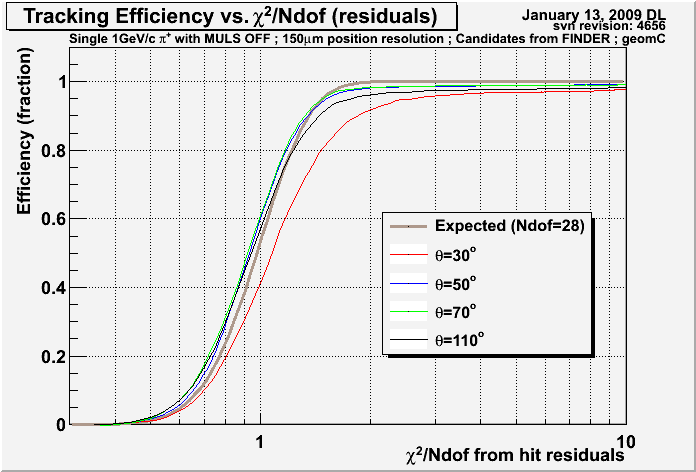 Tracking Efficiency vs. χ²/Ndof (residuals)
January 13, 2009 DL
svn revision: 4656
Single 1GeV/c π⁺ with MULS OFF ; 150μm position resolution ; Candidates from FINDER ; geomC
Efficiency (fraction)
1
0.8
0.6
0.4
0.2
0
Expected (Ndof=28)
θ=30°
θ=50°
θ=70°
θ=110°
1
10
χ²/Ndof from hit residuals